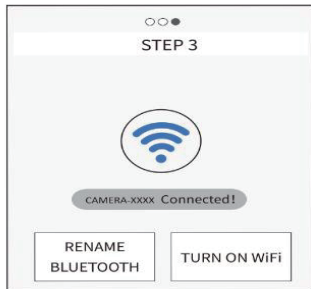 STEP 3
CAMERA-XXXX Connected!
RENAME
BLUETOOTH
TURN ON WiFi